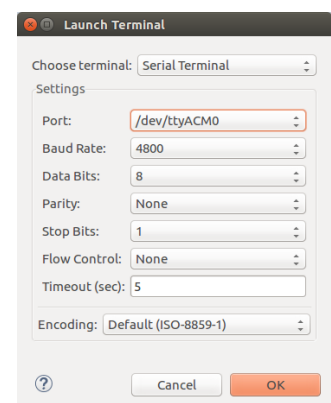 Launch Terminal
Choose terminal: Serial Terminal
Settings
Port: /dev/ttyACM0
Baud Rate: 4800
Data Bits: 8
Parity: None
Stop Bits: 1
Flow Control: None
Timeout (sec): 5
Encoding: Default (ISO-8859-1)
? Cancel OK